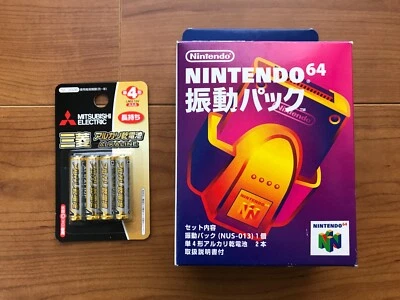 単4形
MITSUBISHI
ELECTRIC
長持ち
三菱 アルカリ乾電池
ALKALINE
Nintendo
NINTENDO64
振動パック
セット内容
振動パック(NUS-013)1個
単4形アルカリ乾電池 2本
取扱説明書付
NINTENDO64